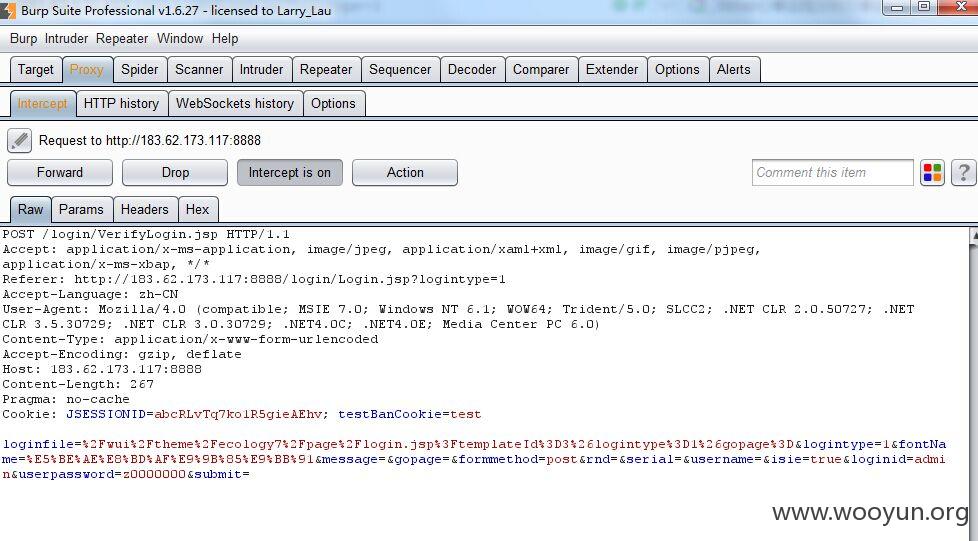 Burp Suite Professional v1.6.27 - licensed to Larry_Lau
Burp Intruder Repeater Window Help
Target Proxy Spider Scanner Intruder Repeater Sequencer Decoder Comparer Extender Options Alerts
Intercept HTTP history WebSockets history Options
Request to http://183.62.173.117:8888
Forward Drop Intercept is on Action Comment this item ?
Raw Params Headers Hex
POST /login/VerifyLogin.jsp HTTP/1.1
Accept: application/x-ms-application, image/jpeg, application/xaml+xml, image/gif, image/pjpeg,
application/x-ms-xbap, */*
Referer: http://183.62.173.117:8888/login/Login.jsp?logintype=1
Accept-Language: zh-CN
User-Agent: Mozilla/4.0 (compatible; MSIE 7.0; Windows NT 6.1; WOW64; Trident/5.0; SLCC2; .NET CLR 2.0.50727; .NET
CLR 3.5.30729; .NET CLR 3.0.30729; .NET4.0C; .NET4.0E; Media Center PC 6.0)
Content-Type: application/x-www-form-urlencoded
Accept-Encoding: gzip, deflate
Host: 183.62.173.117:8888
Content-Length: 267
Pragma: no-cache
Cookie: JSESSIONID=abcRLvTq7ko1R5gieAEhv; testBanCookie=test
loginfile=%2Fwui%2Ftheme%2Fecology7%2Fpage%2Flogin.jsp%3FtemplateId%3D3%26logintype%3D1%26gopage%3D&logintype=1&fontNa
me=%E5%BE%AE%E8%BD%AF%E9%9B%85%E9%BB%91&message=&gopage=&formmethod=post&rnd=&serial=&username=&isie=true&loginid=adm
in&userpassword=z0000000&submit=
www.wooyun.org